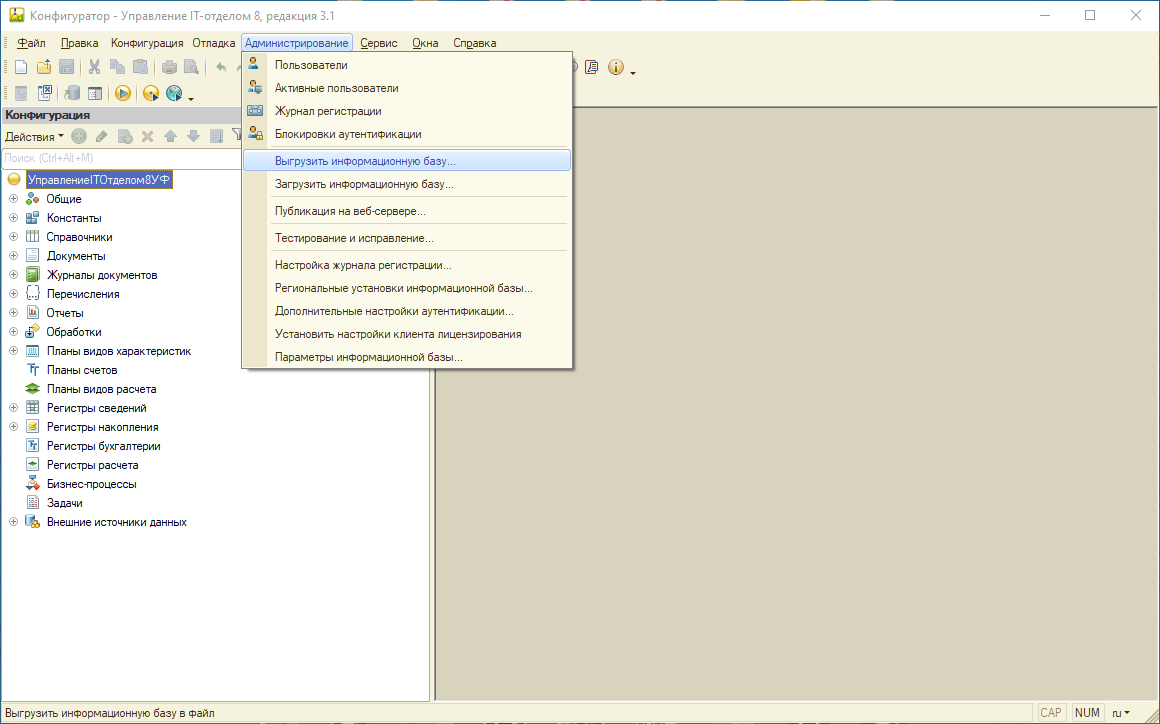 Конфигуратор - Управление IT-отделом 8, редакция 3.1
Файл Правка Конфигурация Отладка Администрирование Сервис Окна Справка
Пользователи
Активные пользователи
Журнал регистрации
Блокировки аутентификации
Выгрузить информационную базу...
Загрузить информационную базу...
Публикация на веб-сервере...
Тестирование и исправление...
Настройка журнала регистрации...
Региональные установки информационной базы...
Дополнительные настройки аутентификации...
Установить настройки клиента лицензирования
Параметры информационной базы...
Конфигурация
Действия
Поиск (Ctrl+Alt+M)
УправлениеITОтделом8УФ
Общие
Константы
Справочники
Документы
Журналы документов
Перечисления
Отчеты
Обработки
Планы видов характеристик
Планы счетов
Планы видов расчета
Регистры сведений
Регистры накопления
Регистры бухгалтерии
Регистры расчета
Бизнес-процессы
Задачи
Внешние источники данных
Выгрузить информационную базу в файл CAP NUM ru